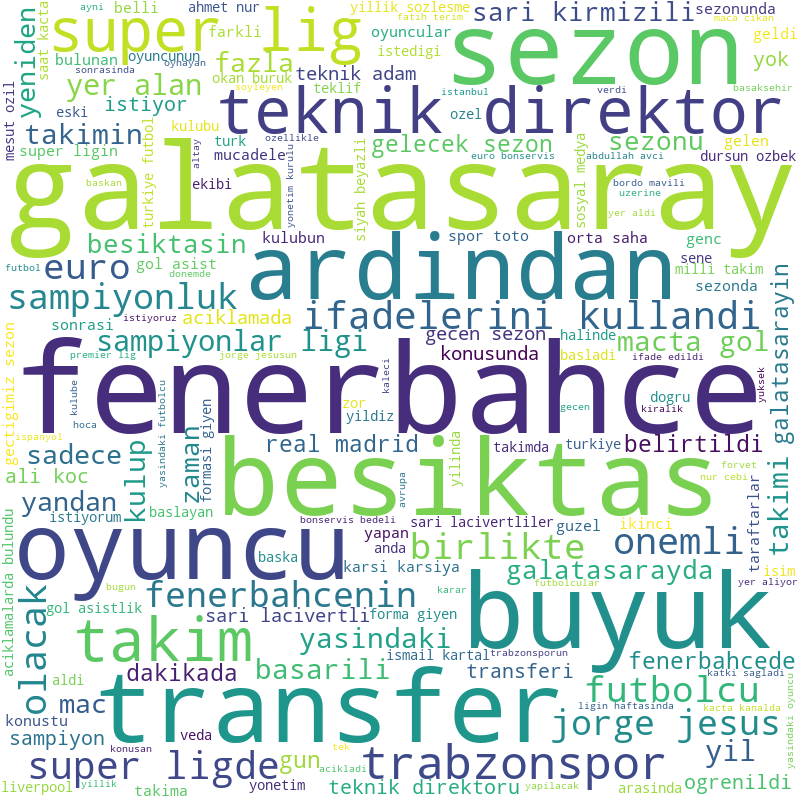 ayni
belli
ahmet nur
yillik sozlesme
fatih terim
sari kirmizili
sezonunda
maca cikan
super lig
farkli
oyuncular
sezon
geldi
saat kacta
yeniden
bulunan
oyuncunun
oynayan
fazla
istedigi
yok
sonrasinda
okan buruk
teknik adam
yer alan
teklif
soyleyen
teknik direktor
istanbul
verdi
basaksehir
istiyor
eski
ozel
mesut ozil
takimin
kulubu
turkiye futbol
turk
ozellikle
gelecek sezon
sezonu
gelen
super ligin
mucadele
altay
yonetim kurulu
siyah beyazli
euro bonservis
sosyal medya
abdullah avci
dursun ozbek
baskan
ekibi
bordo mavili
uzerine
galatasaray
yer aldi
besiktasin
kulubun
spor toto
orta saha
genc
futbol
euro
gol asist
donemde
ardindan
sene
milli takim
sezonda
sampiyonluk
istiyoruz
aciklamada
ifadelerini kullandi
takimi galatasarayin
sonrasi
sampiyonlar ligi
gecen sezon
halinde
macta gol
gectigimiz sezon
premier lig
jorge jesusun
konusunda
basladi
ifade edildi
fenerbahce
kulube
kaleci
yuksek
zor
dogru
hoca
yildiz
gecen
kiralik
ispanyol
sadece
kulup
yasindaki futbolcu
zaman
formasi giyen
real madrid
yilinda
takimda
turkiye
belirtildi
ali koc
besiktas
avrupa
forvet
nur cebi
taraftarlar
yandan
istiyorum
baslayan
bonservis bedeli
sari lacivertliler
guzel
ikinci
aciklamalarda bulundu
oyuncu
baska
yapan
anda
birlikte
onemli
karsi karsiya
isim
bugun
fenerbahcenin
karar
galatasarayda
futbolcular
yer aliyor
buyuk
olacak
gol asistlik
sari lacivertli
forma giyen
takim
yasindaki
ismail kartal
trabzonsporun
aldi
dakikada
basarili
transferi
fenerbahcede
katki sagladi
yasindaki oyuncu
transfer
futbolcu
mac
ligin haftasinda
kacta kanalda
konustu
sampiyon
veda
jorge jesus
konusan
tek
super ligde
gun
acikladi
trabzonspor
yil
liverpool
yillik
takima
yonetim
teknik direktoru
yapilacak
arasinda
ogrenildi